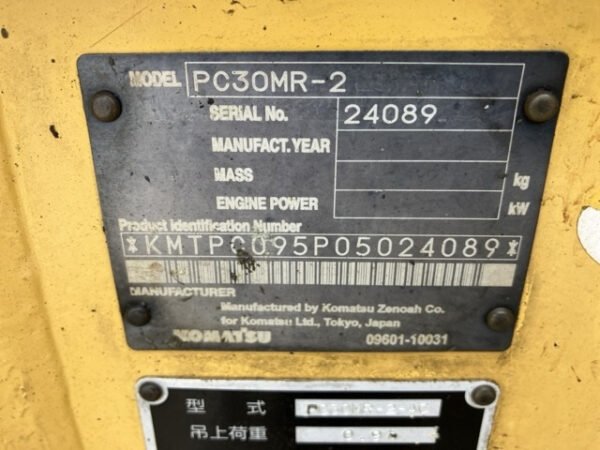 MODEL PC30MR-2
SERIAL No. 24089
MANUFACT.YEAR
MASS kg
ENGINE POWER kW
Product Identification Number
*KMTPC095P05024089*
MANUFACTURER
Manufactured by Komatsu Zenoah Co.
for Komatsu Ltd., Tokyo, Japan
KOMATSU 09601-10031
型 式
吊上荷重